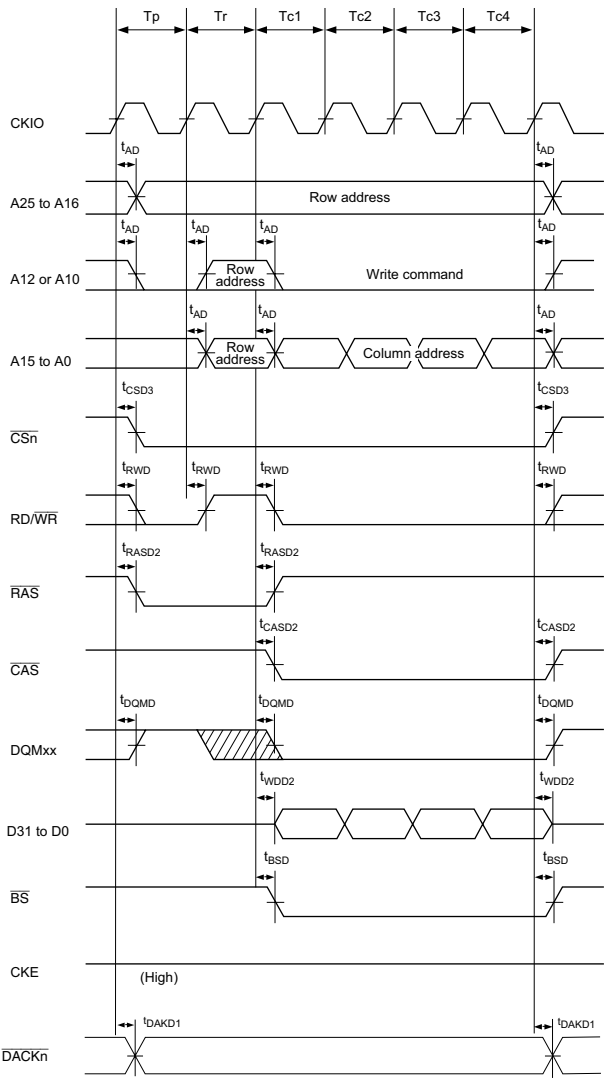 Tp Tr Tc1 Tc2 Tc3 Tc4
CKIO
tAD tAD
A25 to A16 Row address
tAD tAD tAD tAD
A12 or A10 Row address Write command
tAD tAD tAD
A15 to A0 Row address Column address
tCSD3 tCSD3
CSn
tRWD tRWD tRWD tRWD
RD/WR
tRASD2 tRASD2
RAS
tCASD2 tCASD2
CAS
tDQMD tDQMD tDQMD
DQMxx
tWDD2 tWDD2
D31 to D0
tBSD tBSD
BS
CKE (High)
tDAKD1 tDAKD1
DACKn